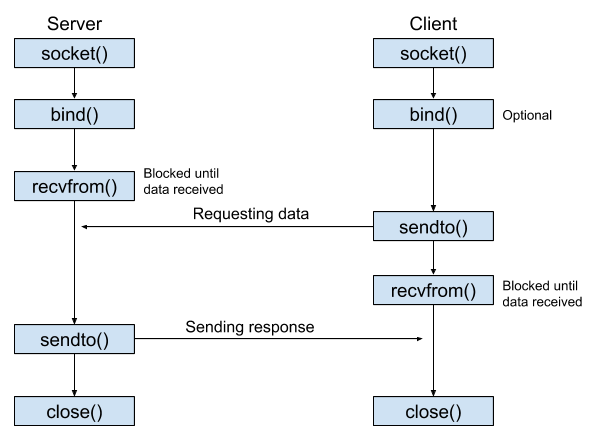 Server
Client
socket()
socket()
bind()
bind()
Optional
recvfrom()
Blocked until
data received
Requesting data
sendto()
recvfrom()
Blocked until
data received
sendto()
Sending response
close()
close()